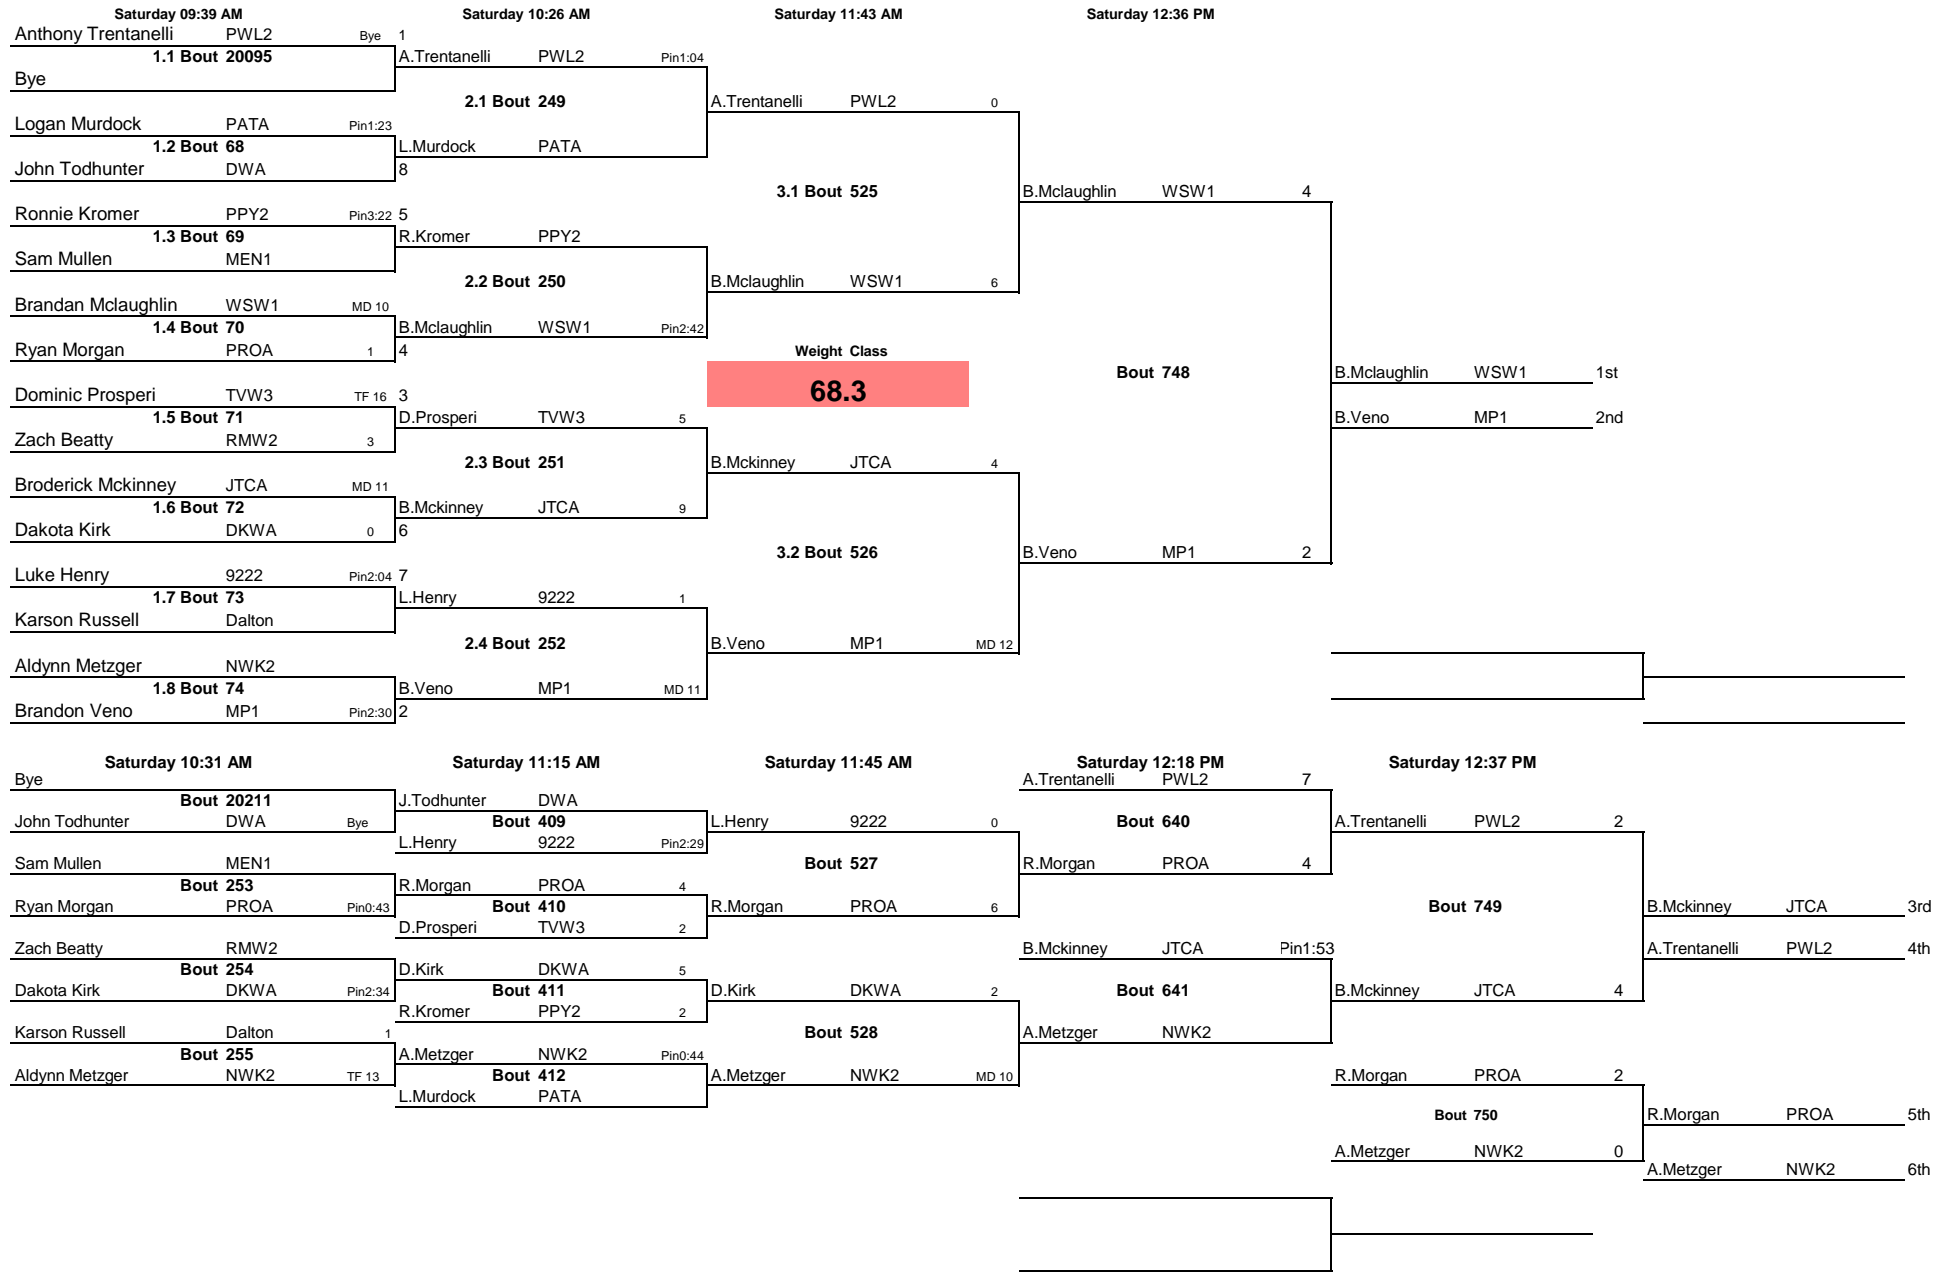 Saturday 09:39 AM Saturday 10:26 AM Saturday 11:43 AM Saturday 12:36 PM
Anthony Trentanelli PWL2 Bye 1
1.1 Bout 20095 A.Trentanelli PWL2 Pin1:04
Bye
2.1 Bout 249 A.Trentanelli PWL2 0
Logan Murdock PATA Pin1:23
1.2 Bout 68 L.Murdock PATA
John Todhunter DWA 8
3.1 Bout 525 B.Mclaughlin WSW1 4
Ronnie Kromer PPY2 Pin3:22 5
1.3 Bout 69 R.Kromer PPY2
Sam Mullen MEN1
2.2 Bout 250 B.Mclaughlin WSW1 6
Brandan Mclaughlin WSW1 MD 10
1.4 Bout 70 B.Mclaughlin WSW1 Pin2:42
Ryan Morgan PROA 1 4 Weight Class
Bout 748 B.Mclaughlin WSW1 1st
Dominic Prosperi TVW3 TF 16 3 68.3
1.5 Bout 71 D.Prosperi TVW3 5 B.Veno MP1 2nd
Zach Beatty RMW2 3
2.3 Bout 251 B.Mckinney JTCA 4
Broderick Mckinney JTCA MD 11
1.6 Bout 72 B.Mckinney JTCA 9
Dakota Kirk DKWA 0 6
3.2 Bout 526 B.Veno MP1 2
Luke Henry 9222 Pin2:04 7
1.7 Bout 73 L.Henry 9222 1
Karson Russell Dalton
2.4 Bout 252 B.Veno MP1 MD 12
Aldynn Metzger NWK2
1.8 Bout 74 B.Veno MP1 MD 11
Brandon Veno MP1 Pin2:30 2
Saturday 10:31 AM Saturday 11:15 AM Saturday 11:45 AM Saturday 12:18 PM Saturday 12:37 PM
Bye A.Trentanelli PWL2 7
Bout 20211 J.Todhunter DWA
John Todhunter DWA Bye Bout 409 L.Henry 9222 0 Bout 640 A.Trentanelli PWL2 2
L.Henry 9222 Pin2:29
Sam Mullen MEN1 Bout 527 R.Morgan PROA 4
Bout 253 R.Morgan PROA 4
Ryan Morgan PROA Pin0:43 Bout 410 R.Morgan PROA 6 Bout 749 B.Mckinney JTCA 3rd
D.Prosperi TVW3 2
Zach Beatty RMW2 B.Mckinney JTCA Pin1:53 A.Trentanelli PWL2 4th
Bout 254 D.Kirk DKWA 5
Dakota Kirk DKWA Pin2:34 Bout 411 D.Kirk DKWA 2 Bout 641 B.Mckinney JTCA 4
R.Kromer PPY2 2
Karson Russell Dalton 1 Bout 528 A.Metzger NWK2
Bout 255 A.Metzger NWK2 Pin0:44
Aldynn Metzger NWK2 TF 13 Bout 412 A.Metzger NWK2 MD 10 R.Morgan PROA 2
L.Murdock PATA
Bout 750 R.Morgan PROA 5th
A.Metzger NWK2 0
A.Metzger NWK2 6th